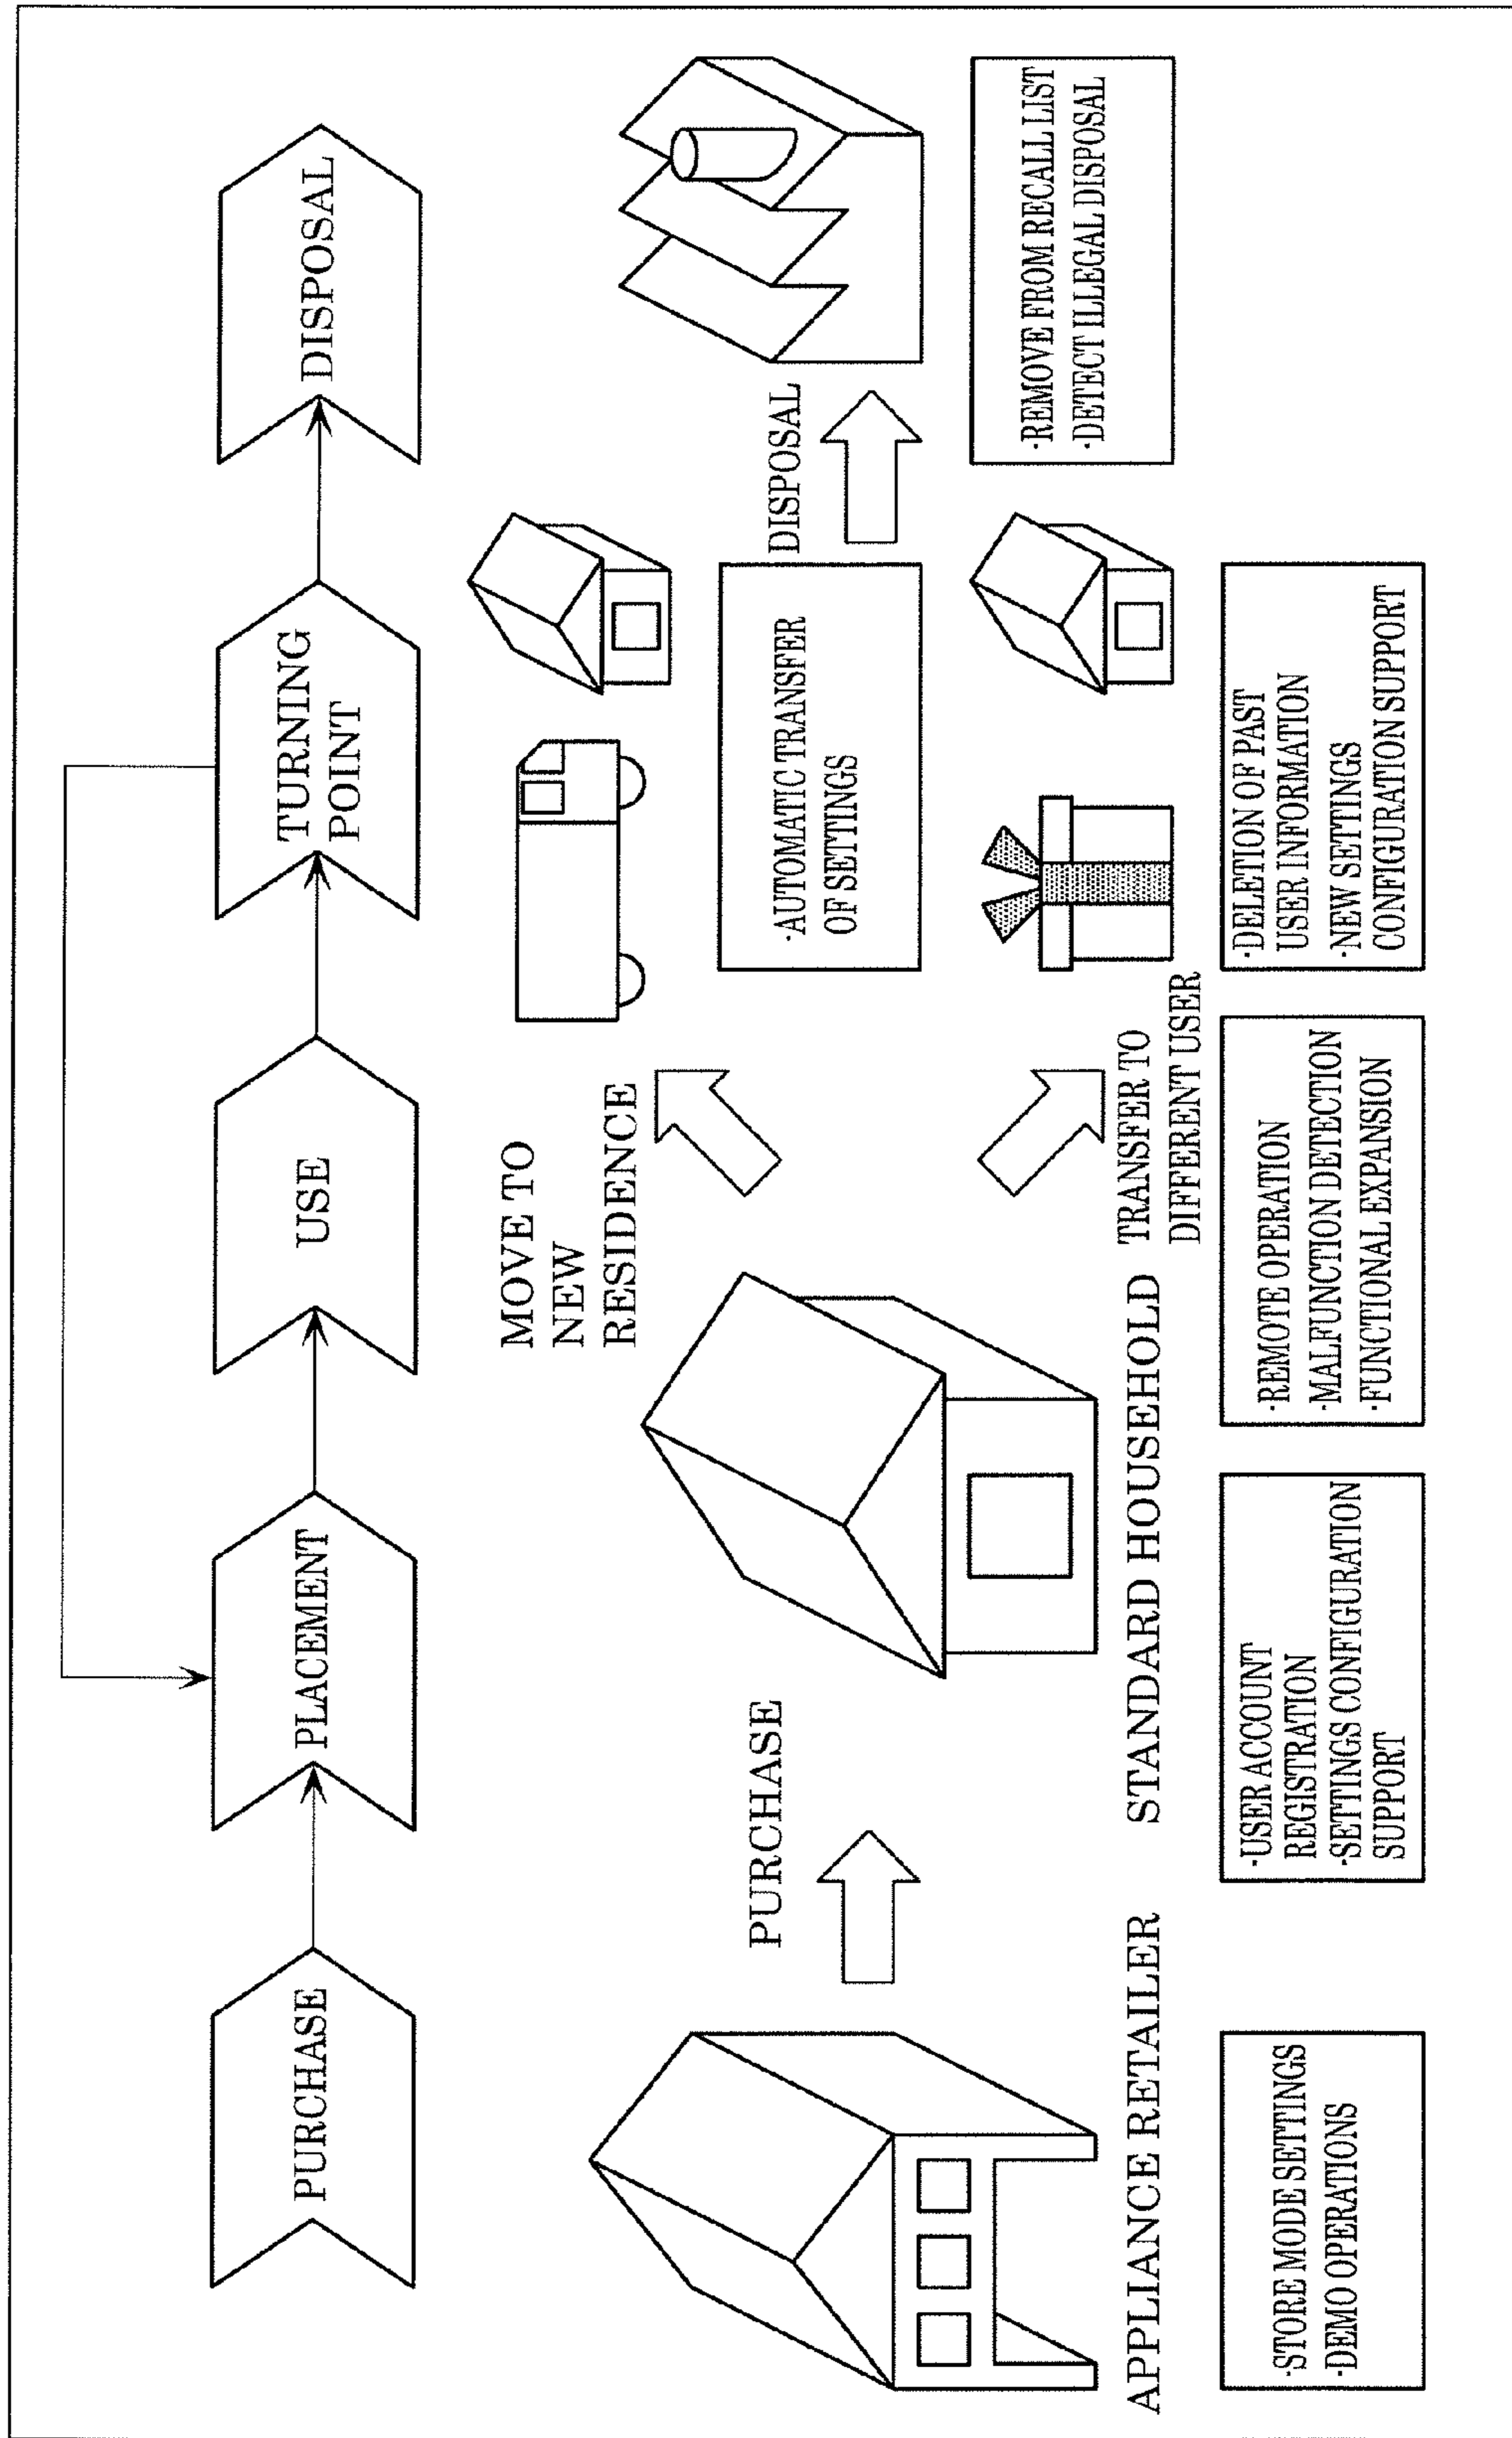 PURCHASE
PLACEMENT
USE
TURNING
POINT
DISPOSAL
MOVE TO
NEW
RESIDENCE
PURCHASE
DISPOSAL
·AUTOMATIC TRANSFER
OF SETTINGS
APPLIANCE RETAILER
STANDARD HOUSEHOLD
TRANSFER TO
DIFFERENT USER
·REMOVE FROM RECALL LIST
·DETECT ILLEGAL DISPOSAL
·STORE MODE SETTINGS
·DEMO OPERATIONS
·USER ACCOUNT
REGISTRATION
·SETTINGS CONFIGURATION
SUPPORT
·REMOTE OPERATION
·MALFUNCTION DETECTION
·FUNCTIONAL EXPANSION
·DELETION OF PAST
USER INFORMATION
·NEW SETTINGS
CONFIGURATION SUPPORT